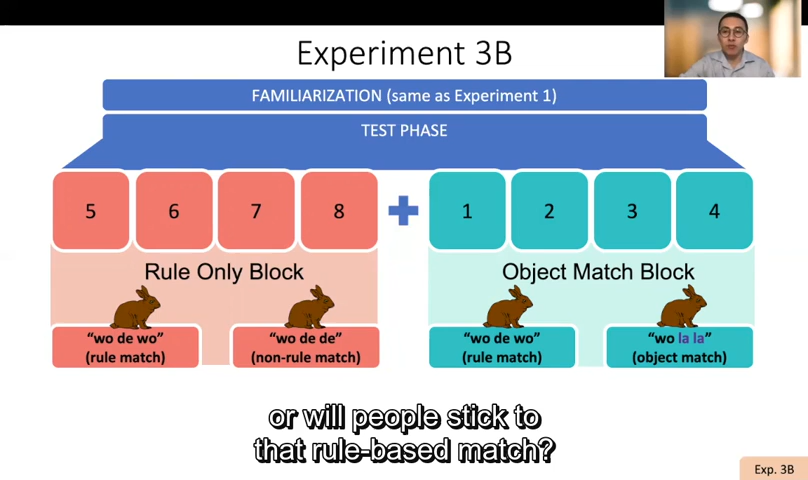 Experiment 3B
FAMILIARIZATION (same as Experiment 1)
TEST PHASE
5 6 7 8 + 1 2 3 4
Rule Only Block
Object Match Block
“wo de wo”
(rule match)
“wo de de”
(non-rule match)
“wo de wo”
(rule match)
“wo la la”
(object match)
or will people stick to
that rule-based match?
Exp. 3B